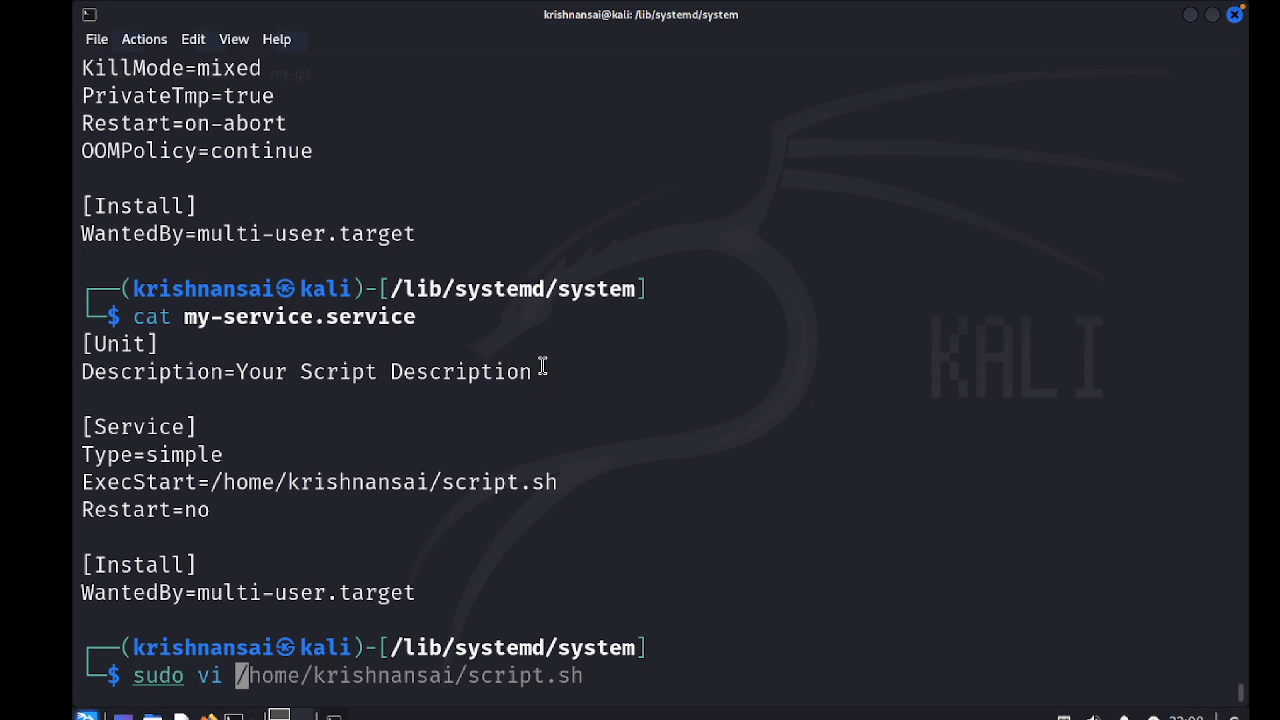 krishnansai@kali: /lib/systemd/system
File Actions Edit View Help
my-git
KillMode=mixed
PrivateTmp=true
Restart=on-abort
OOMPolicy=continue
[Install]
WantedBy=multi-user.target
┌──(krishnansai㉿kali)-[/lib/systemd/system]
└─$ cat my-service.service
[Unit]
Description=Your Script Description
[Service]
Type=simple
ExecStart=/home/krishnansai/script.sh
Restart=no
[Install]
WantedBy=multi-user.target
┌──(krishnansai㉿kali)-[/lib/systemd/system]
└─$ sudo vi /home/krishnansai/script.sh
KALI